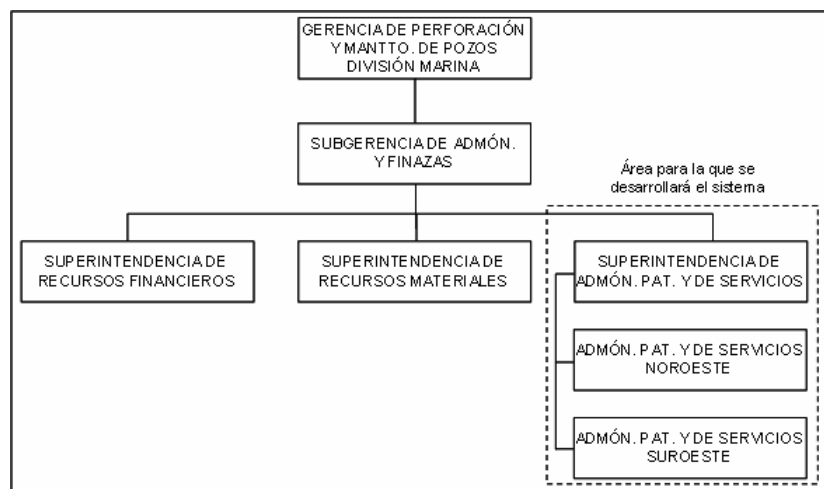 GERENCIA DE PERFORACIÓN
Y MANTTO. DE POZOS
DIVISIÓN MARINA
SUBGERENCIA DE ADMÓN.
Y FINAZAS
Área para la que se
desarrollará el sistema
SUPERINTENDENCIA DE
RECURSOS FINANCIEROS
SUPERINTENDENCIA DE
RECURSOS MATERIALES
SUPERINTENDENCIA DE
ADMÓN. PAT. Y DE SERVICIOS
ADMÓN. PAT. Y DE SERVICIOS
NOROESTE
ADMÓN. PAT. Y DE SERVICIOS
SUROESTE